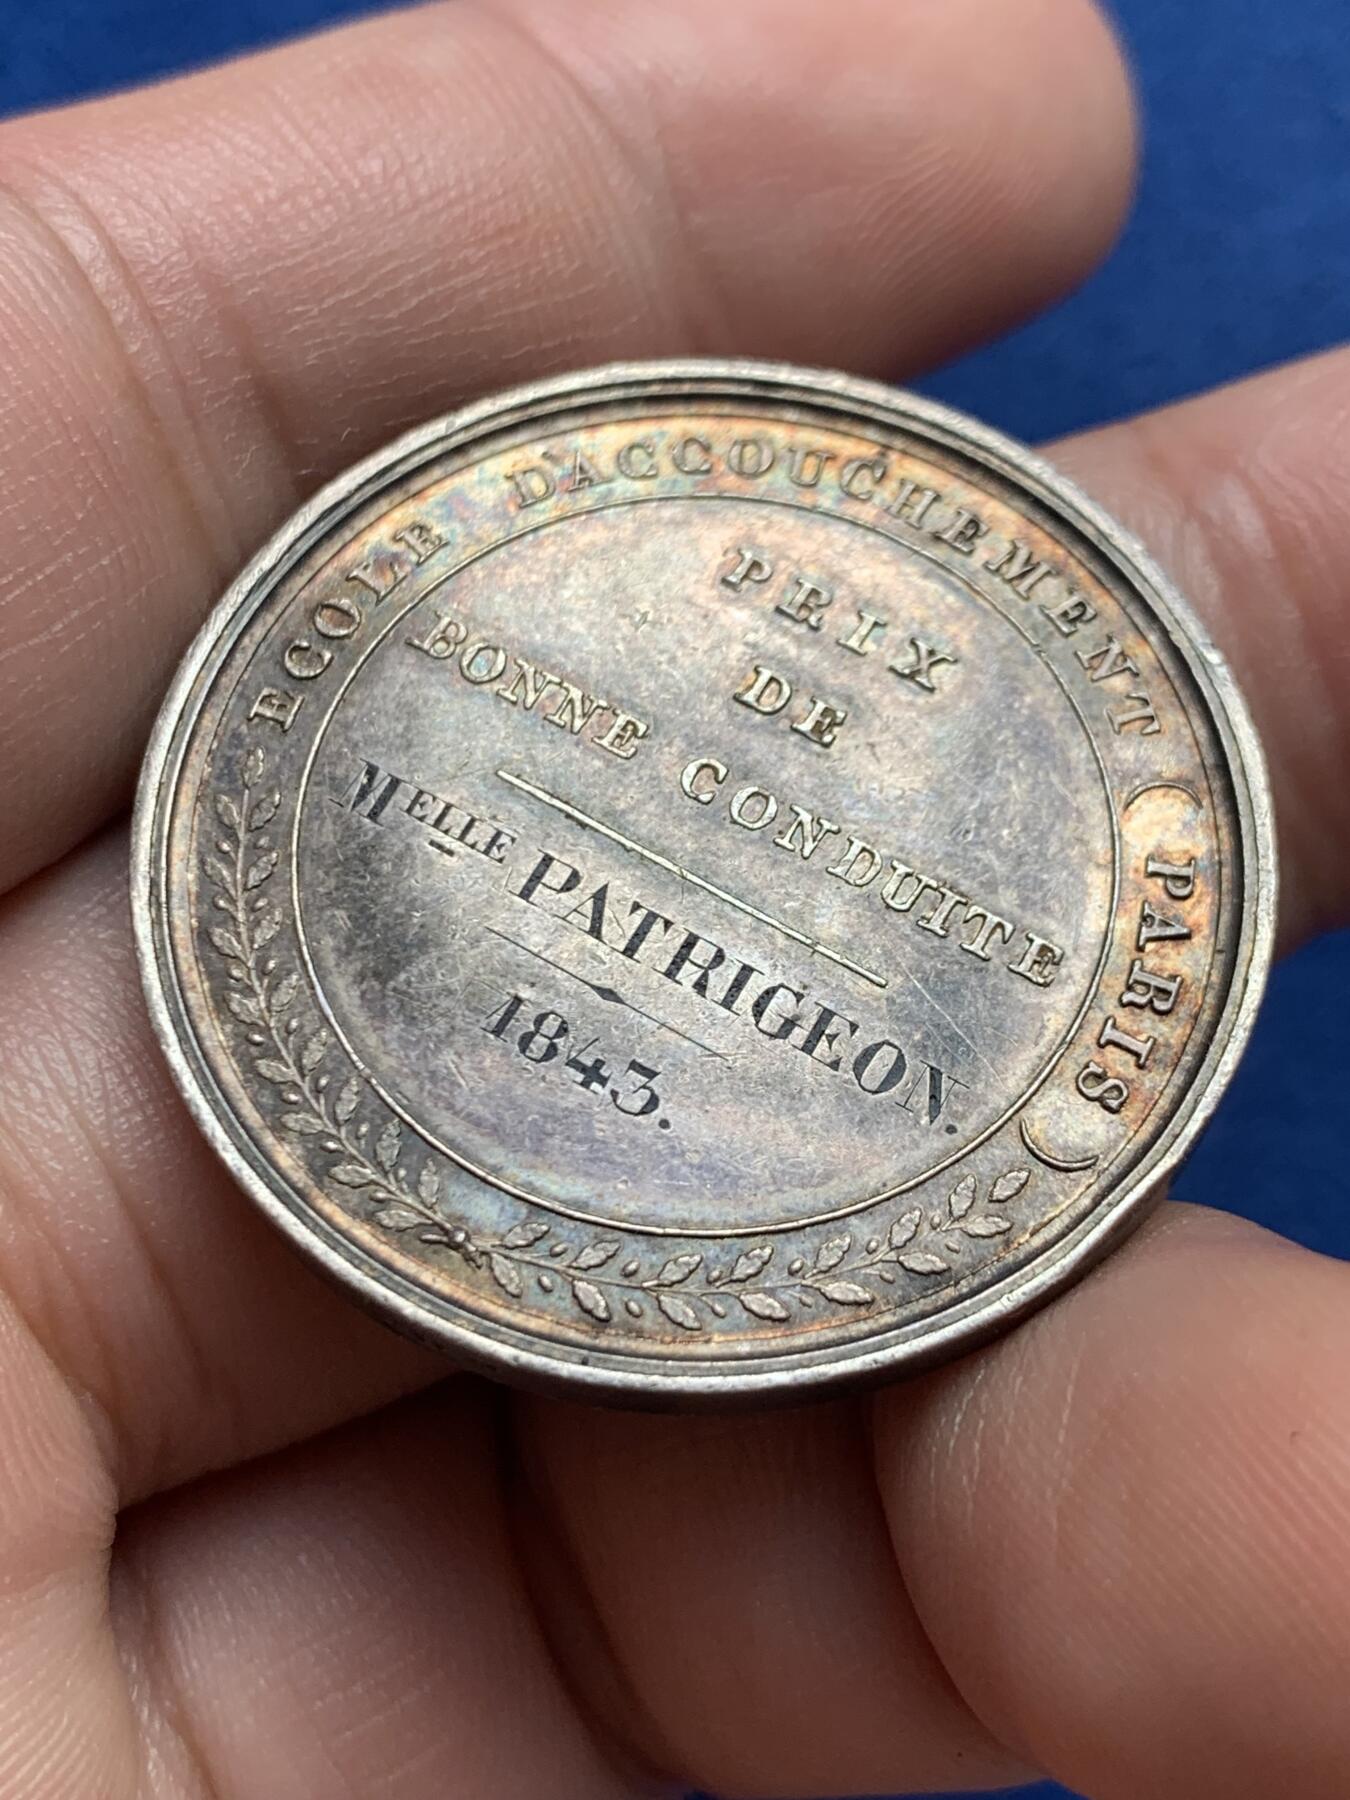 ECOLE D'ACCOUCHEMENT (PARIS)
PRIX
DE
BONNE CONDUITE
MELLE PATRIGEON.
1843.